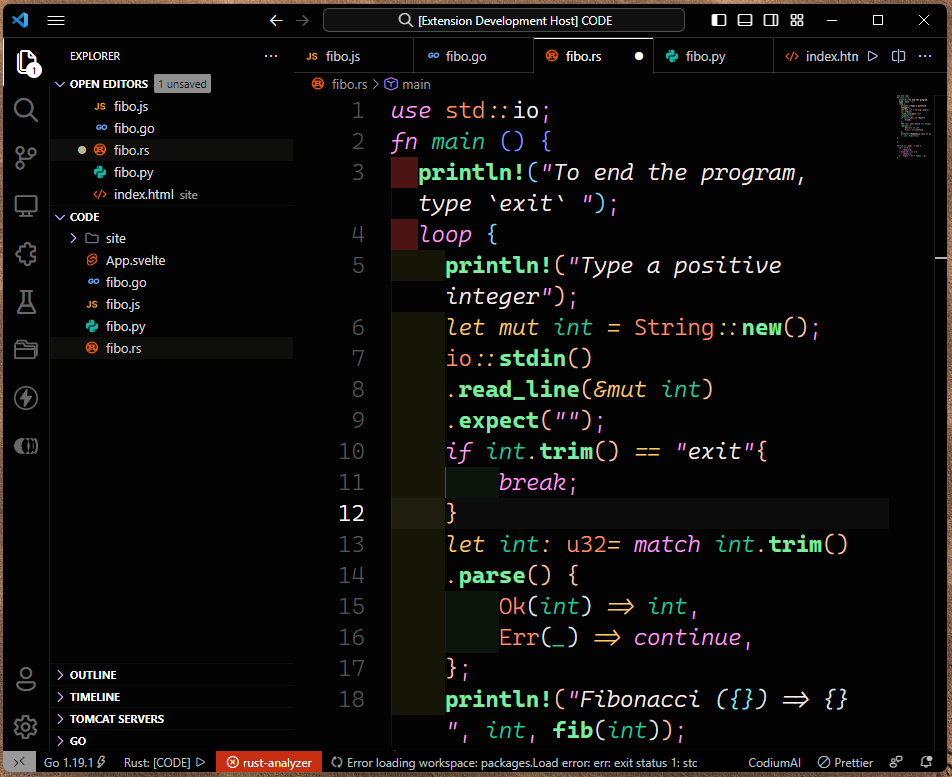 [Extension Development Host] CODE
EXPLORER
OPEN EDITORS 1 unsaved
JS fibo.js
GO fibo.go
fibo.rs
fibo.py
index.html site
CODE
site
App.svelte
GO fibo.go
JS fibo.js
fibo.py
fibo.rs
OUTLINE
TIMELINE
TOMCAT SERVERS
GO
1
JS fibo.js
GO fibo.go
fibo.rs
fibo.py
index.htn
fibo.rs > main
1 use std::io;
2 fn main () {
3 println!("To end the program,
type `exit` ");
4 loop {
5 println!("Type a positive
integer");
6 let mut int = String::new();
7 io::stdin()
8 .read_line(&mut int)
9 .expect("");
10 if int.trim() == "exit"{
11 break;
12 }
13 let int: u32= match int.trim()
14 .parse() {
15 Ok(int) => int,
16 Err(_) => continue,
17 };
18 println!("Fibonacci ({}) => {}
", int, fib(int));
Go 1.19.1 Rust: [CODE] rust-analyzer Error loading workspace: packages.Load error: err: exit status 1: stc CodiumAI Prettier